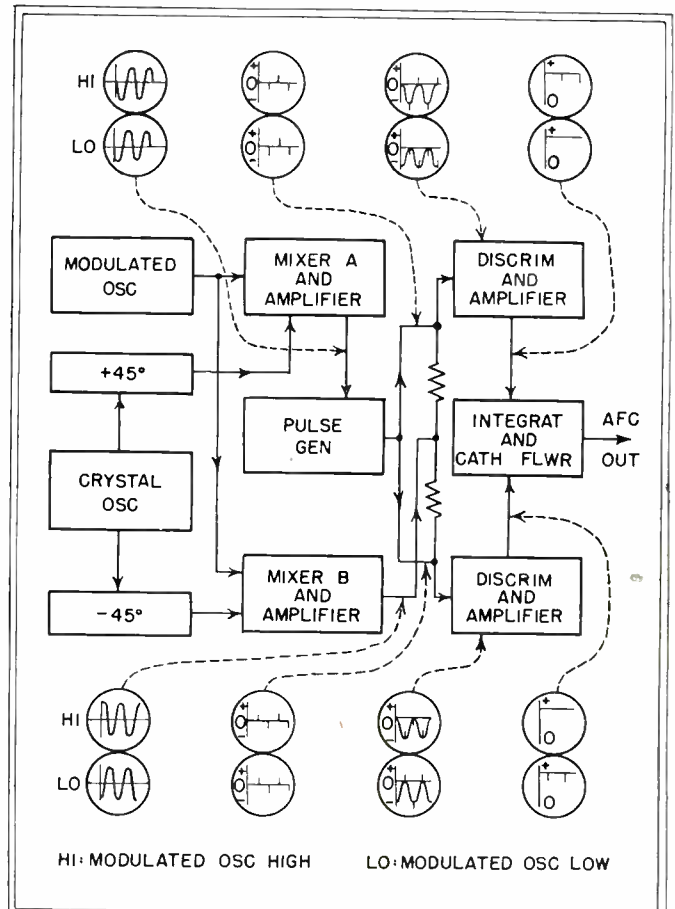 HI
+
O
−
+
O
−
+
O
LO
+
O
−
+
O
−
+
O
MODULATED
OSC
MIXER A
AND
AMPLIFIER
DISCRIM
AND
AMPLIFIER
+45°
PULSE
GEN
INTEGRAT
AND
CATH FLWR
AFC
OUT
CRYSTAL
OSC
MIXER B
AND
AMPLIFIER
DISCRIM
AND
AMPLIFIER
−45°
HI
+
O
−
+
O
−
+
O
LO
+
O
−
+
O
−
+
O
HI: MODULATED OSC HIGH
LO: MODULATED OSC LOW